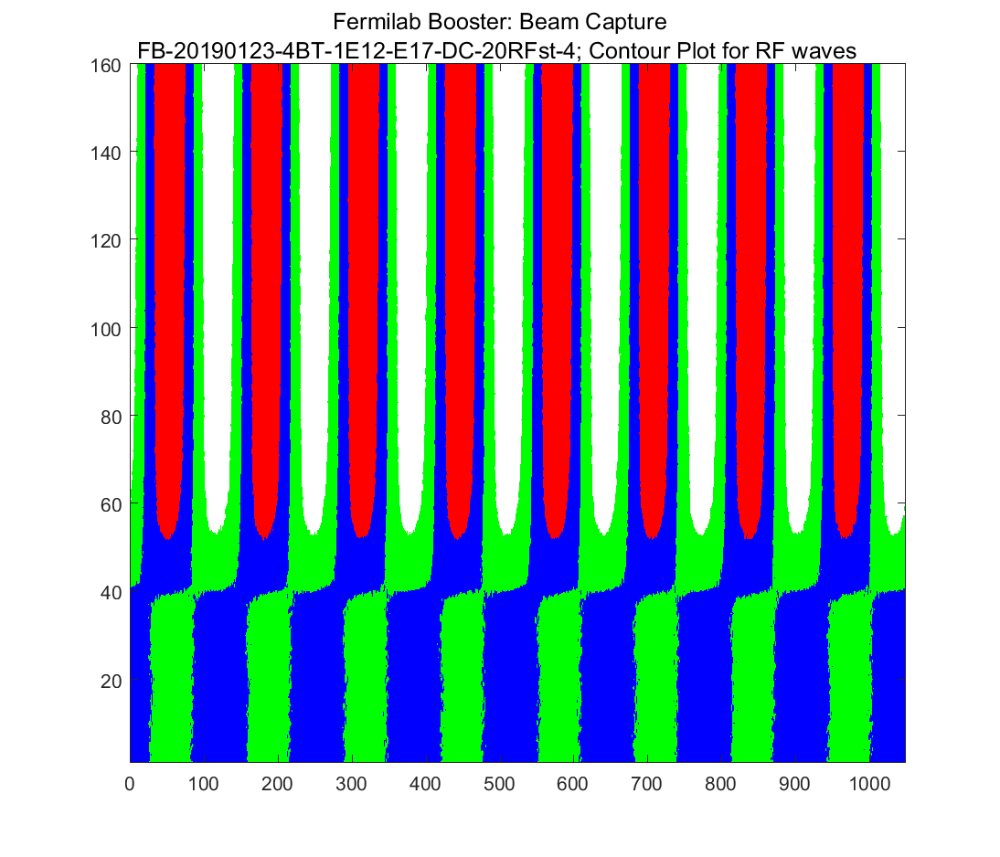 Fermilab Booster: Beam Capture
FB-20190123-4BT-1E12-E17-DC-20RFst-4; Contour Plot for RF waves
160
140
120
100
80
60
40
20
0 100 200 300 400 500 600 700 800 900 1000